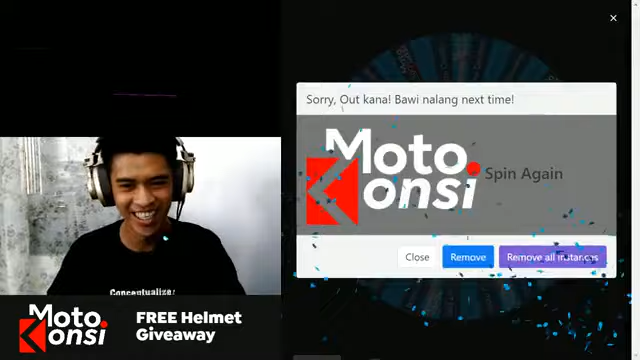 Sorry, Out kana! Bawi nalang next time!
Moto
Konsi
Spin Again
Close
Remove
Remove all instances
Conceptualize
Moto
Konsi
FREE Helmet
Giveaway